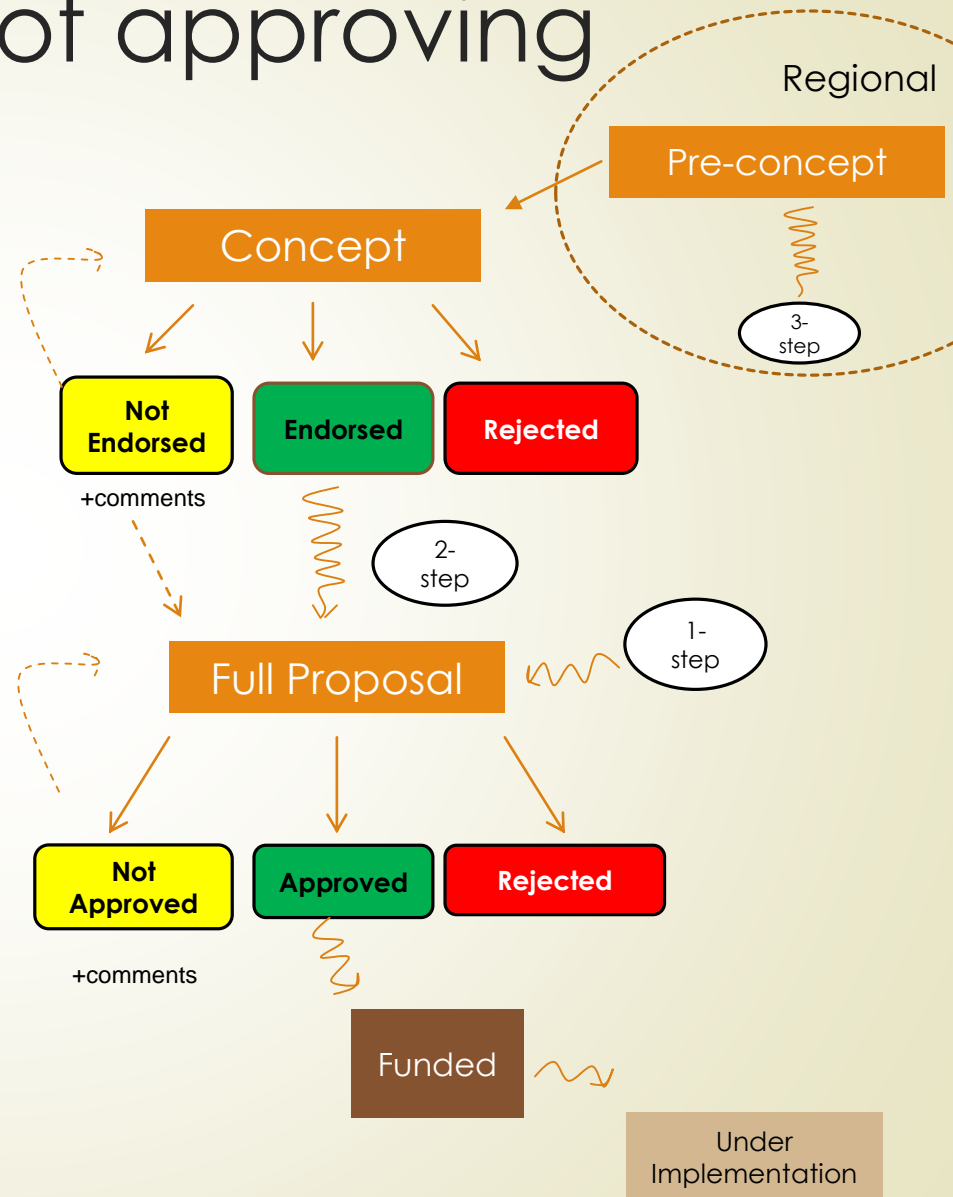 of approving
Regional
Pre-concept
Concept
3-
step
Not
Endorsed
Endorsed
Rejected
+comments
2-
step
1-
step
Full Proposal
Not
Approved
Approved
Rejected
+comments
Funded
Under
Implementation